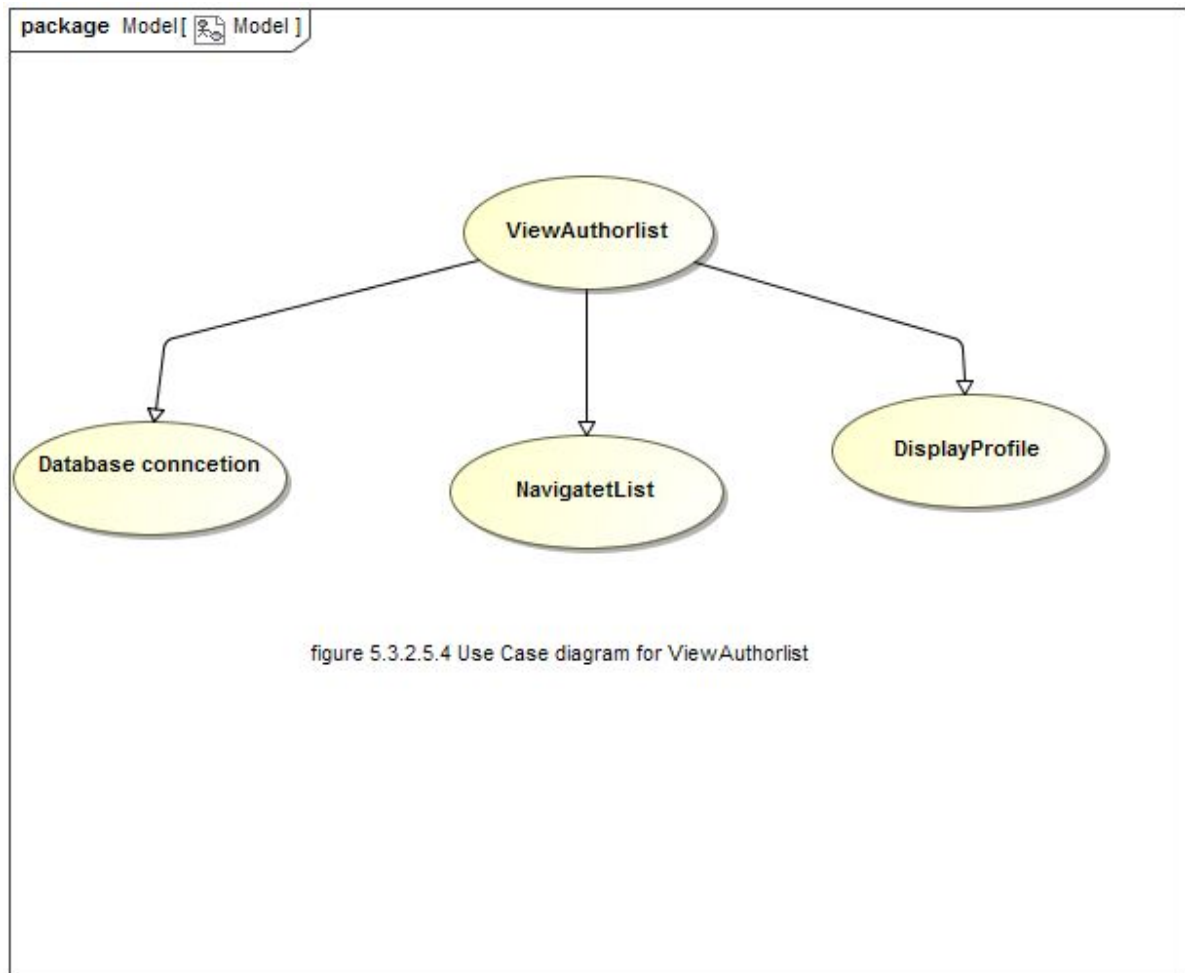 package Model[ Model ]
ViewAuthorlist
Database conncetion
NavigatetList
DisplayProfile
figure 5.3.2.5.4 Use Case diagram for ViewAuthorlist